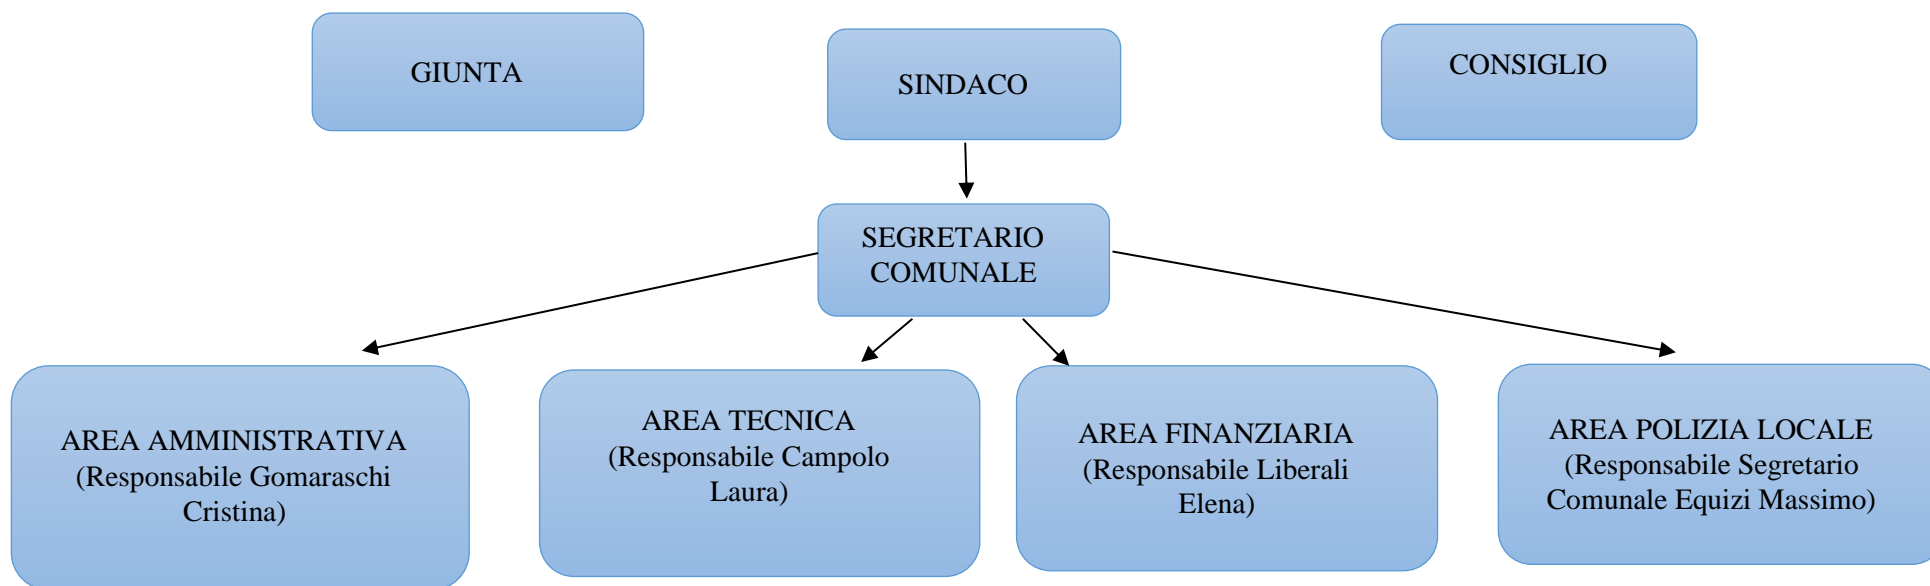 GIUNTA
SINDACO
CONSIGLIO
SEGRETARIO
COMUNALE
AREA AMMINISTRATIVA
(Responsabile Gomaraschi
Cristina)
AREA TECNICA
(Responsabile Campolo
Laura)
AREA FINANZIARIA
(Responsabile Liberali
Elena)
AREA POLIZIA LOCALE
(Responsabile Segretario
Comunale Equizi Massimo)